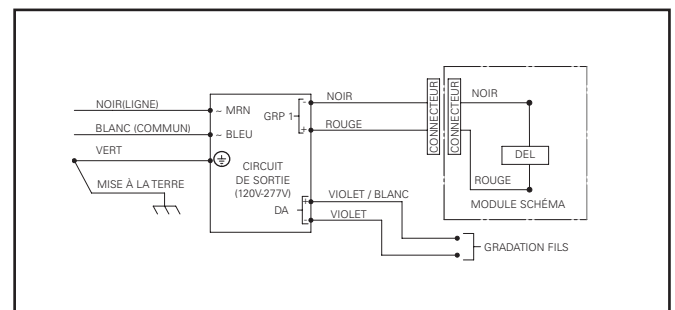 NOIR(LIGNE)
BLANC (COMMUN)
VERT
MISE À LA TERRE
~ MRN
~ BLEU
GRP 1
-
+
CIRCUIT
DE SORTIE
(120V-277V)
DA
+
-
NOIR
ROUGE
VIOLET / BLANC
VIOLET
CONNECTEUR
CONNECTEUR
NOIR
DEL
ROUGE
MODULE SCHÉMA
GRADATION FILS